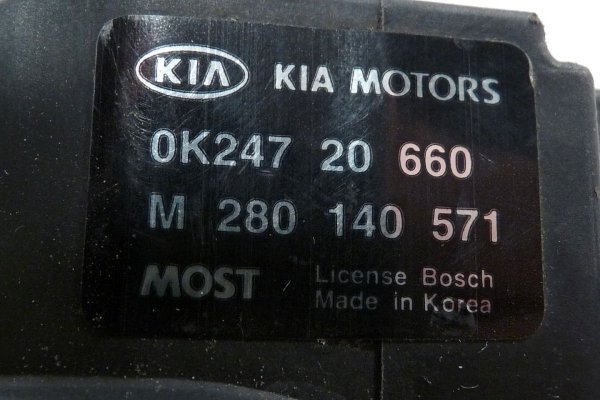 KIA KIA MOTORS
0K247 20 660
M 280 140 571
MOST License Bosch
Made in Korea